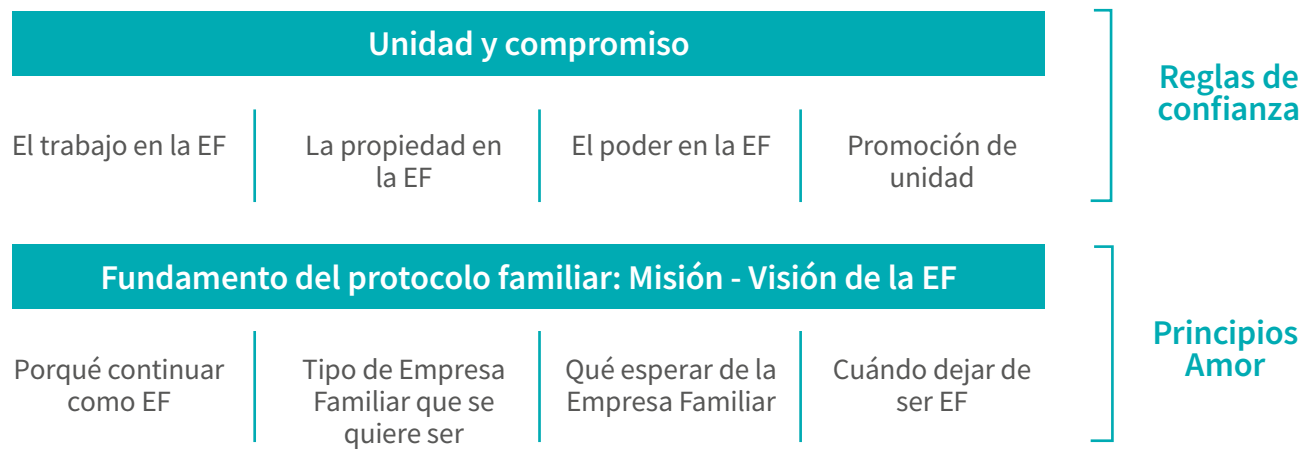 Unidad y compromiso
El trabajo en la EF
La propiedad en
la EF
El poder en la EF
Promoción de
unidad
Reglas de
confianza
Fundamento del protocolo familiar: Misión - Visión de la EF
Porqué continuar
como EF
Tipo de Empresa
Familiar que se
quiere ser
Qué esperar de la
Empresa Familiar
Cuándo dejar de
ser EF
Principios
Amor